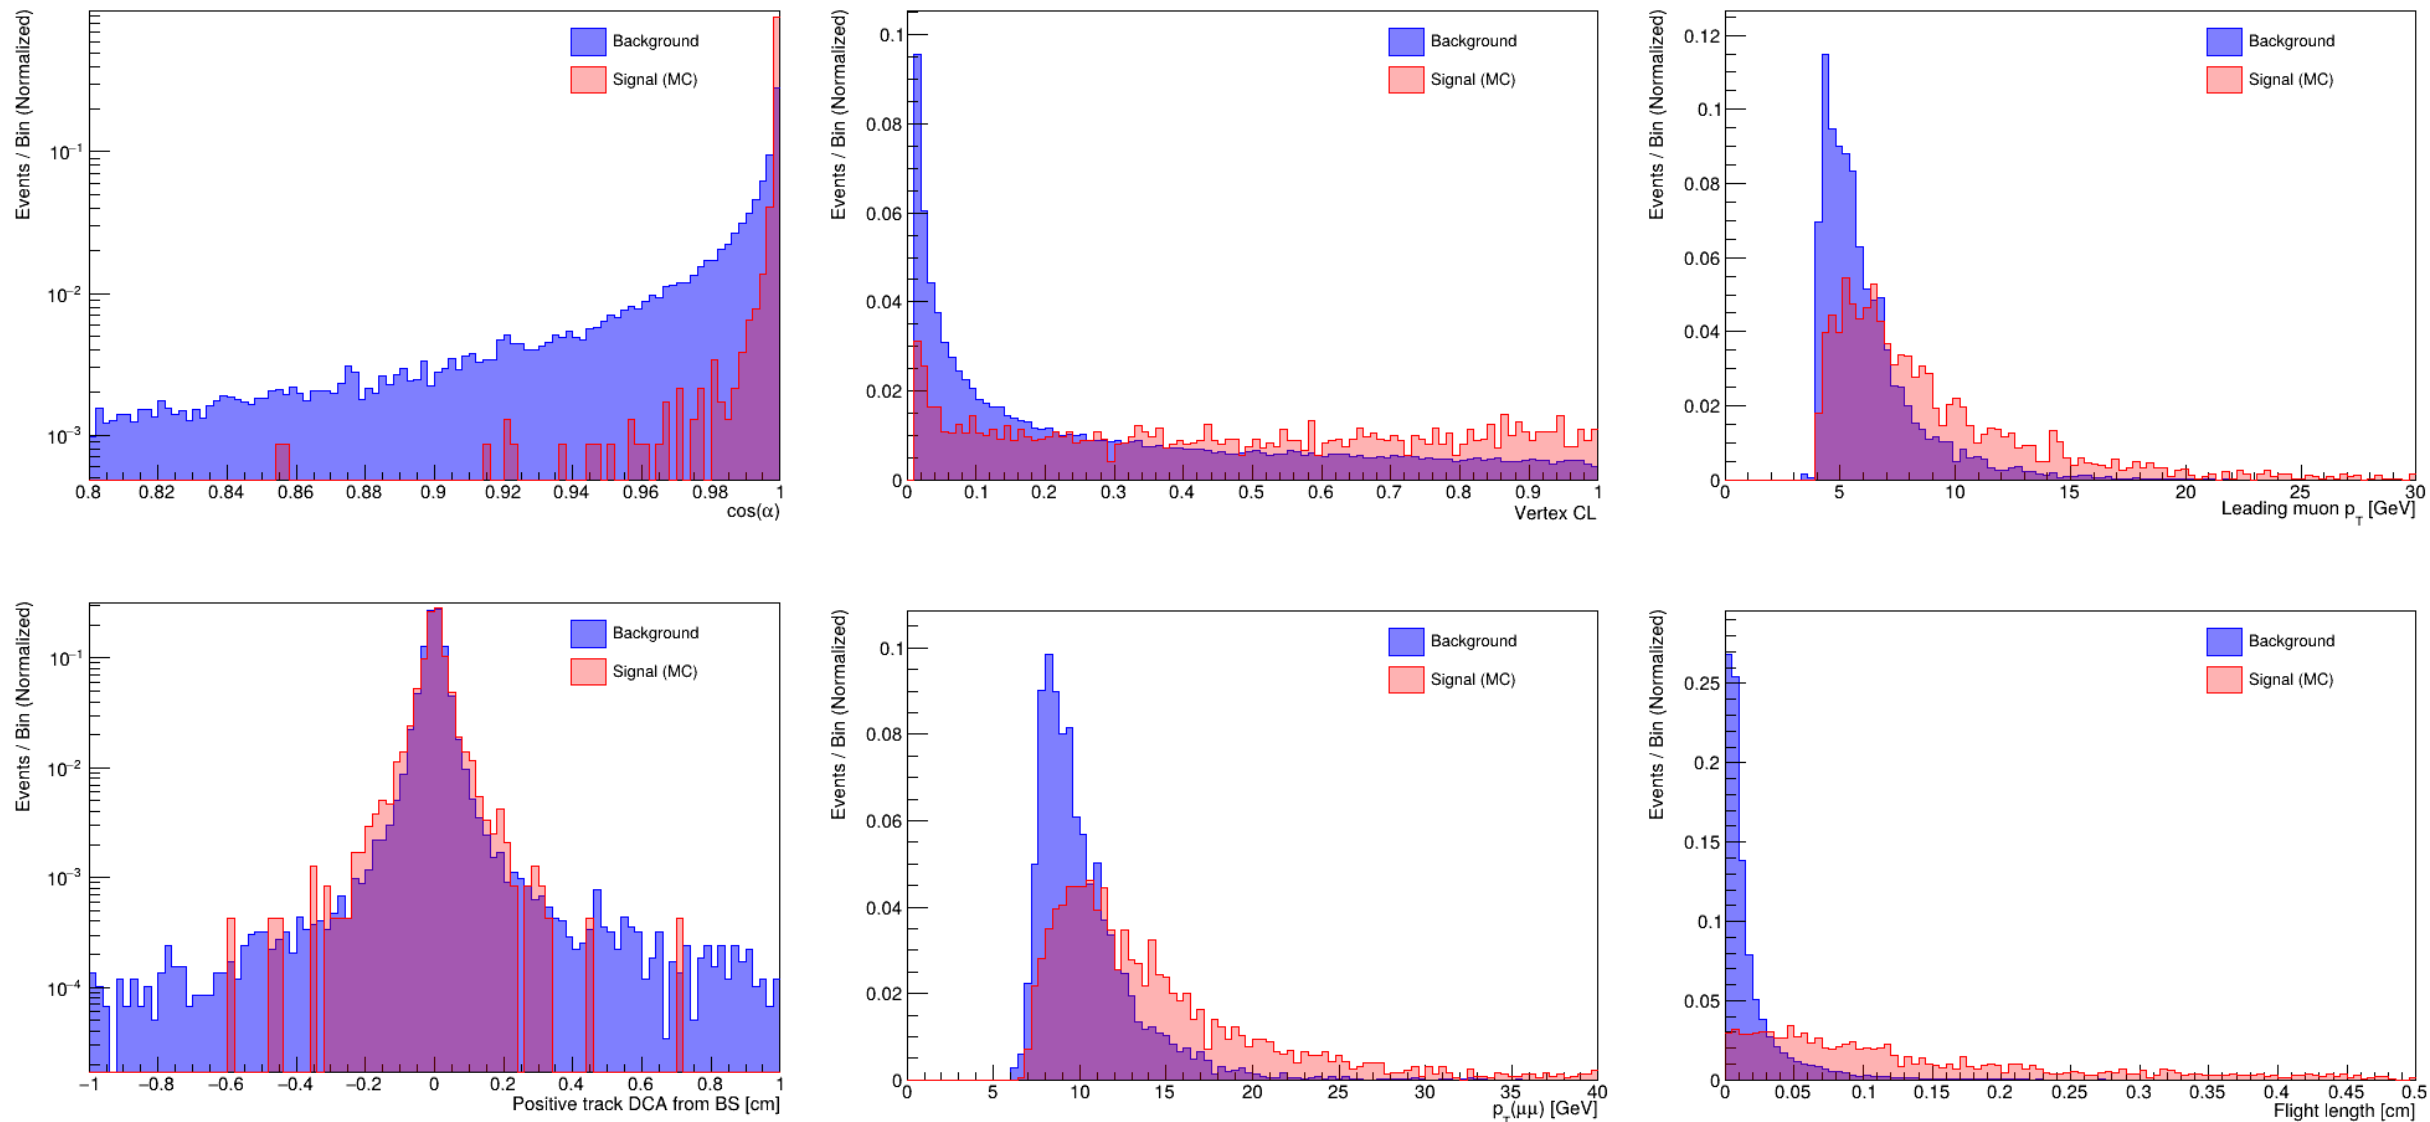 Events / Bin (Normalized)
Background
Signal (MC)
10⁻¹
10⁻²
10⁻³
0.8 0.82 0.84 0.86 0.88 0.9 0.92 0.94 0.96 0.98 1
cos(α)
Events / Bin (Normalized)
Background
Signal (MC)
0.1
0.08
0.06
0.04
0.02
0
0 0.1 0.2 0.3 0.4 0.5 0.6 0.7 0.8 0.9 1
Vertex CL
Events / Bin (Normalized)
Background
Signal (MC)
0.12
0.1
0.08
0.06
0.04
0.02
0
0 5 10 15 20 25 30
Leading muon p_T [GeV]
Events / Bin (Normalized)
Background
Signal (MC)
10⁻¹
10⁻²
10⁻³
10⁻⁴
−1 −0.8 −0.6 −0.4 −0.2 0 0.2 0.4 0.6 0.8 1
Positive track DCA from BS [cm]
Events / Bin (Normalized)
Background
Signal (MC)
0.1
0.08
0.06
0.04
0.02
0
0 5 10 15 20 25 30 35 40
p_T(μμ) [GeV]
Events / Bin (Normalized)
Background
Signal (MC)
0.25
0.2
0.15
0.1
0.05
0
0 0.05 0.1 0.15 0.2 0.25 0.3 0.35 0.4 0.45 0.5
Flight length [cm]